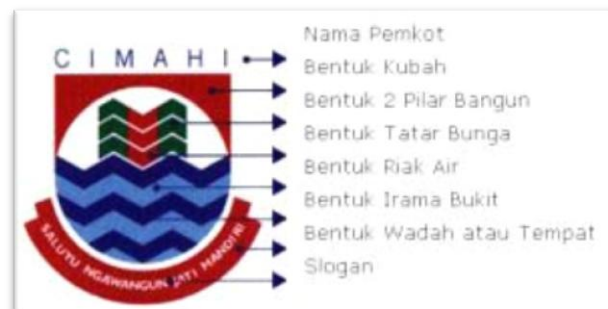 CIMAHI
Nama Pemkot
Bentuk Kubah
Bentuk 2 Pilar Bangun
Bentuk Tatar Bunga
Bentuk Riak Air
Bentuk Irama Bukit
Bentuk Wadah atau Tempat
Slogan
SALUYU NGAWANGUN JATI MANDIRI